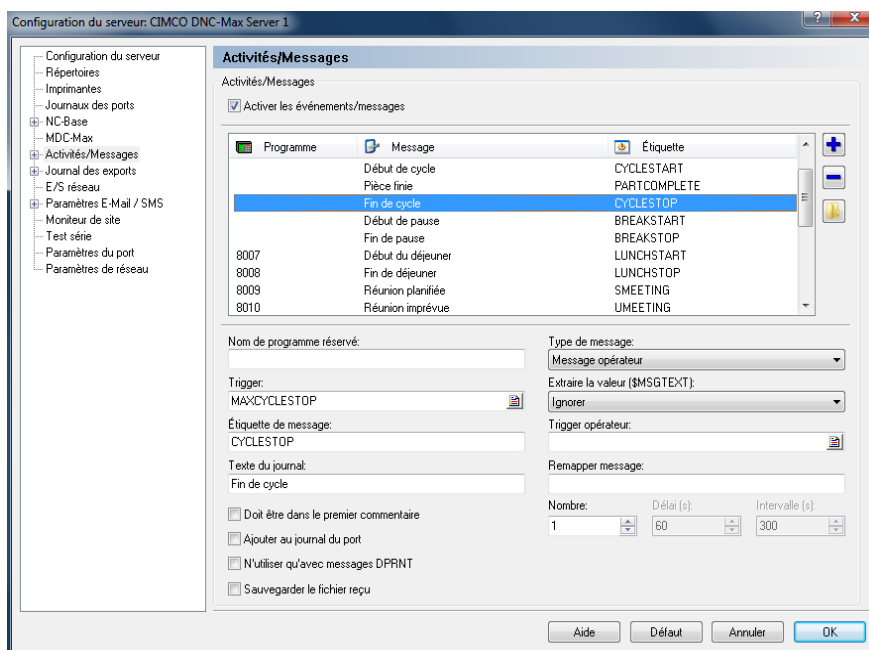 Configuration du serveur: CIMCO DNC-Max Server 1
Configuration du serveur
Répertoires
Imprimantes
Journaux des ports
NC-Base
MDC-Max
Activités/Messages
Journal des exports
E/S réseau
Paramètres E-Mail / SMS
Moniteur de site
Test série
Paramètres du port
Paramètres de réseau
Activités/Messages
Activités/Messages
Activer les événements/messages
Programme Message Étiquette
Début de cycle CYCLESTART
Pièce finie PARTCOMPLETE
Fin de cycle CYCLESTOP
Début de pause BREAKSTART
Fin de pause BREAKSTOP
8007 Début du déjeuner LUNCHSTART
8008 Fin de déjeuner LUNCHSTOP
8009 Réunion planifiée SMEETING
8010 Réunion imprévue UMEETING
Nom de programme réservé:
Type de message:
Message opérateur
Trigger:
MAXCYCLESTOP
Extraire la valeur ($MSGTEXT):
Ignorer
Étiquette de message:
CYCLESTOP
Trigger opérateur:
Texte du journal:
Fin de cycle
Remapper message:
Doit être dans le premier commentaire
Ajouter au journal du port
N'utiliser qu'avec messages DPRNT
Sauvegarder le fichier reçu
Nombre: Délai (s): Intervalle (s):
1 60 300
Aide Défaut Annuler OK